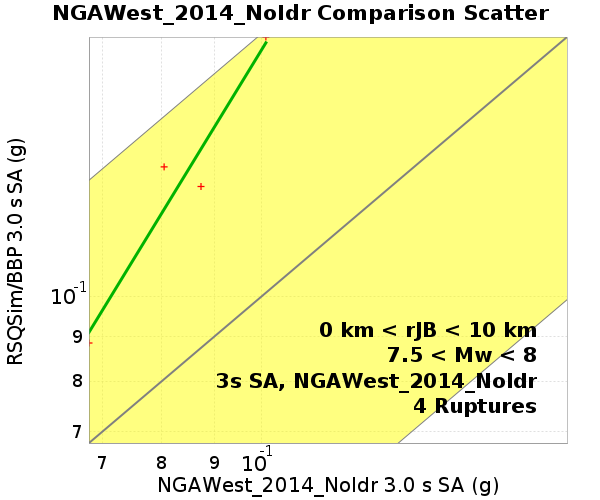 NGAWest_2014_NoIdr Comparison Scatter
RSQSim/BBP 3.0 s SA (g)
10-1
9
8
7
0 km < rJB < 10 km
7.5 < Mw < 8
3s SA, NGAWest_2014_NoIdr
4 Ruptures
7 8 9 10-1
NGAWest_2014_NoIdr 3.0 s SA (g)